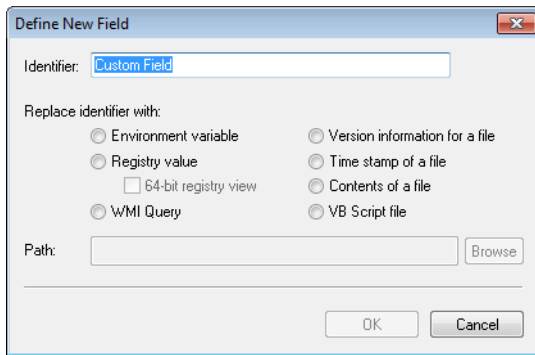 Define New Field
Identifier: Custom Field
Replace identifier with:
Environment variable
Version information for a file
Registry value
Time stamp of a file
64-bit registry view
Contents of a file
WMI Query
VB Script file
Path:
Browse
OK
Cancel